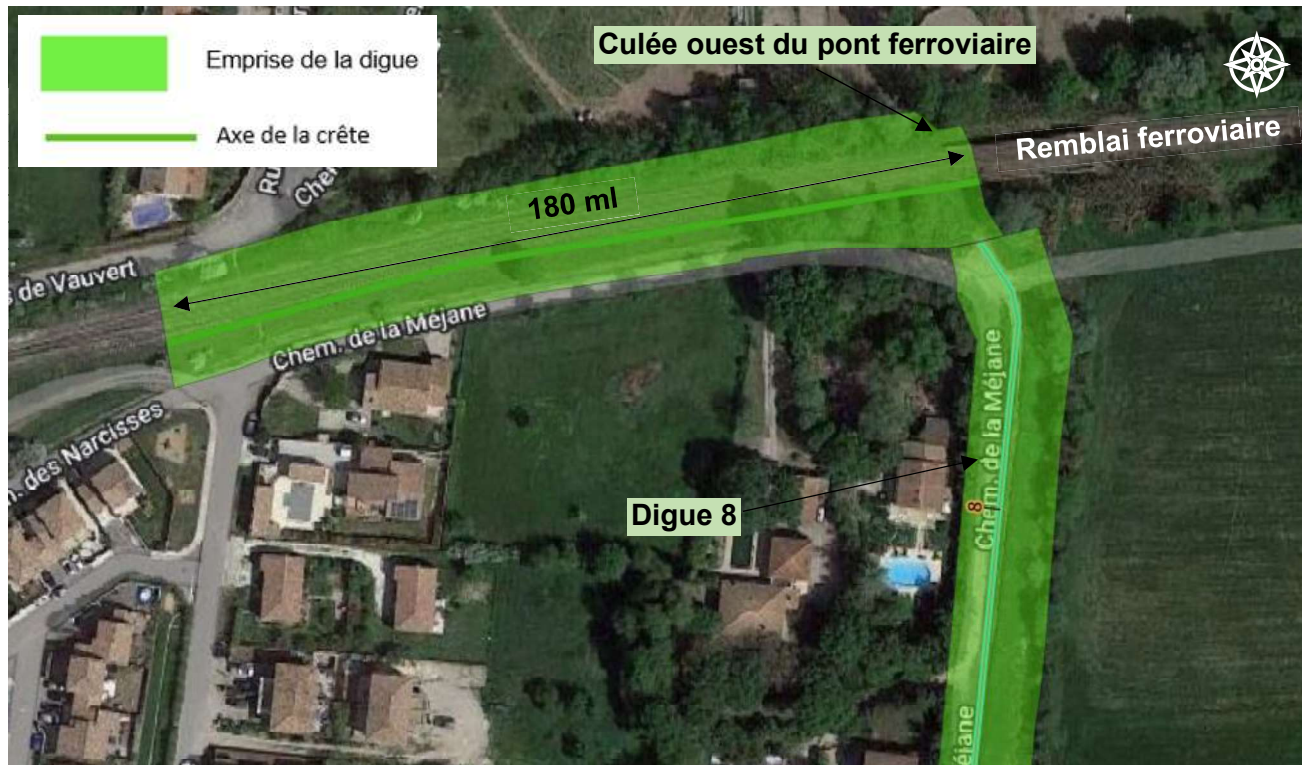 Emprise de la digue
Axe de la crête
Culée ouest du pont ferroviaire
Remblai ferroviaire
180 ml
de Vauvert
Chem. de la Méjane
des Narcisses
Digue 8
8
Chem. de la Méjane